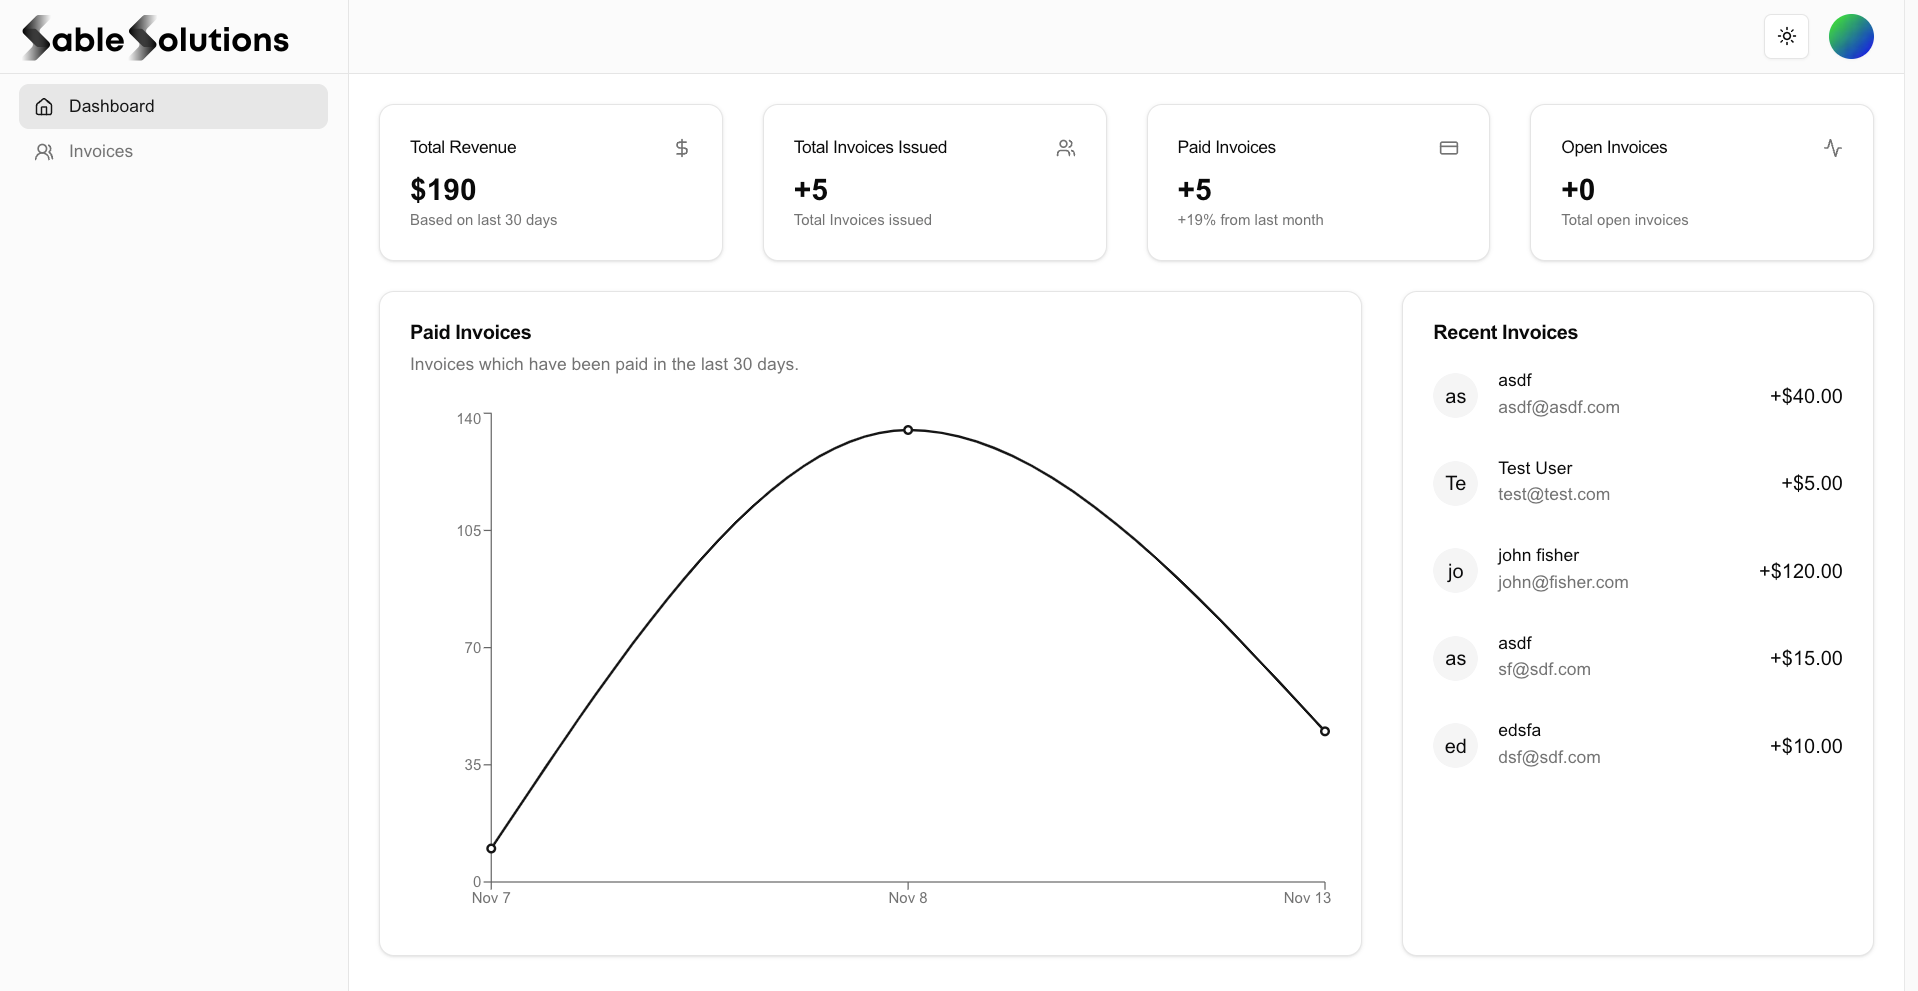 Sable Solutions
Dashboard
Invoices
Total Revenue
$190
Based on last 30 days
Total Invoices Issued
+5
Total Invoices issued
Paid Invoices
+5
+19% from last month
Open Invoices
+0
Total open invoices
Paid Invoices
Invoices which have been paid in the last 30 days.
140
105
70
35
0
Nov 7 Nov 8 Nov 13
Recent Invoices
as asdf +$40.00
asdf@asdf.com
Te Test User +$5.00
test@test.com
jo john fisher +$120.00
john@fisher.com
as asdf +$15.00
sf@sdf.com
ed edsfa +$10.00
dsf@sdf.com